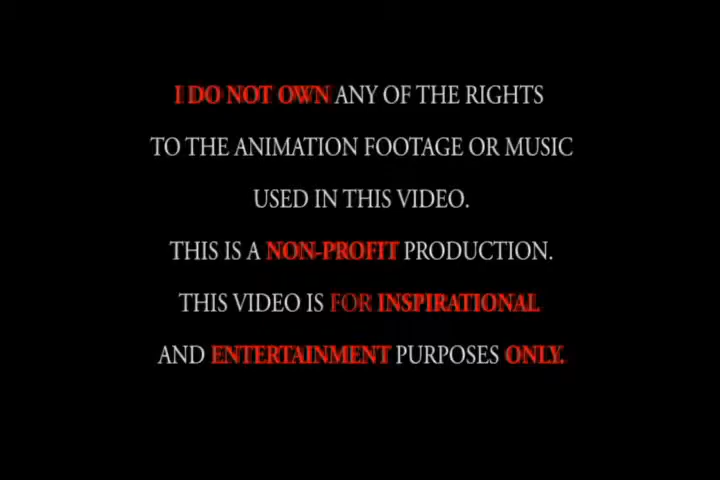 I DO NOT OWN ANY OF THE RIGHTS
TO THE ANIMATION FOOTAGE OR MUSIC
USED IN THIS VIDEO.
THIS IS A NON-PROFIT PRODUCTION.
THIS VIDEO IS FOR INSPIRATIONAL
AND ENTERTAINMENT PURPOSES ONLY.